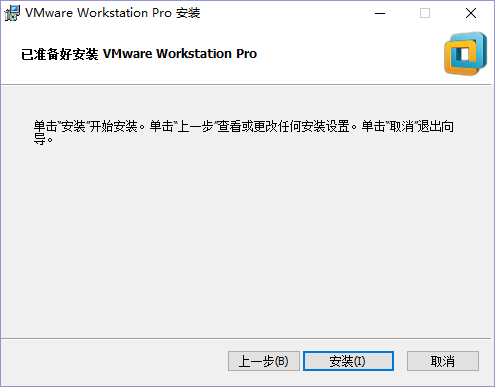 VMware Workstation Pro 安装
已准备好安装 VMware Workstation Pro
单击"安装"开始安装。单击"上一步"查看或更改任何安装设置。单击"取消"退出向
导。
上一步(B) 安装(I) 取消